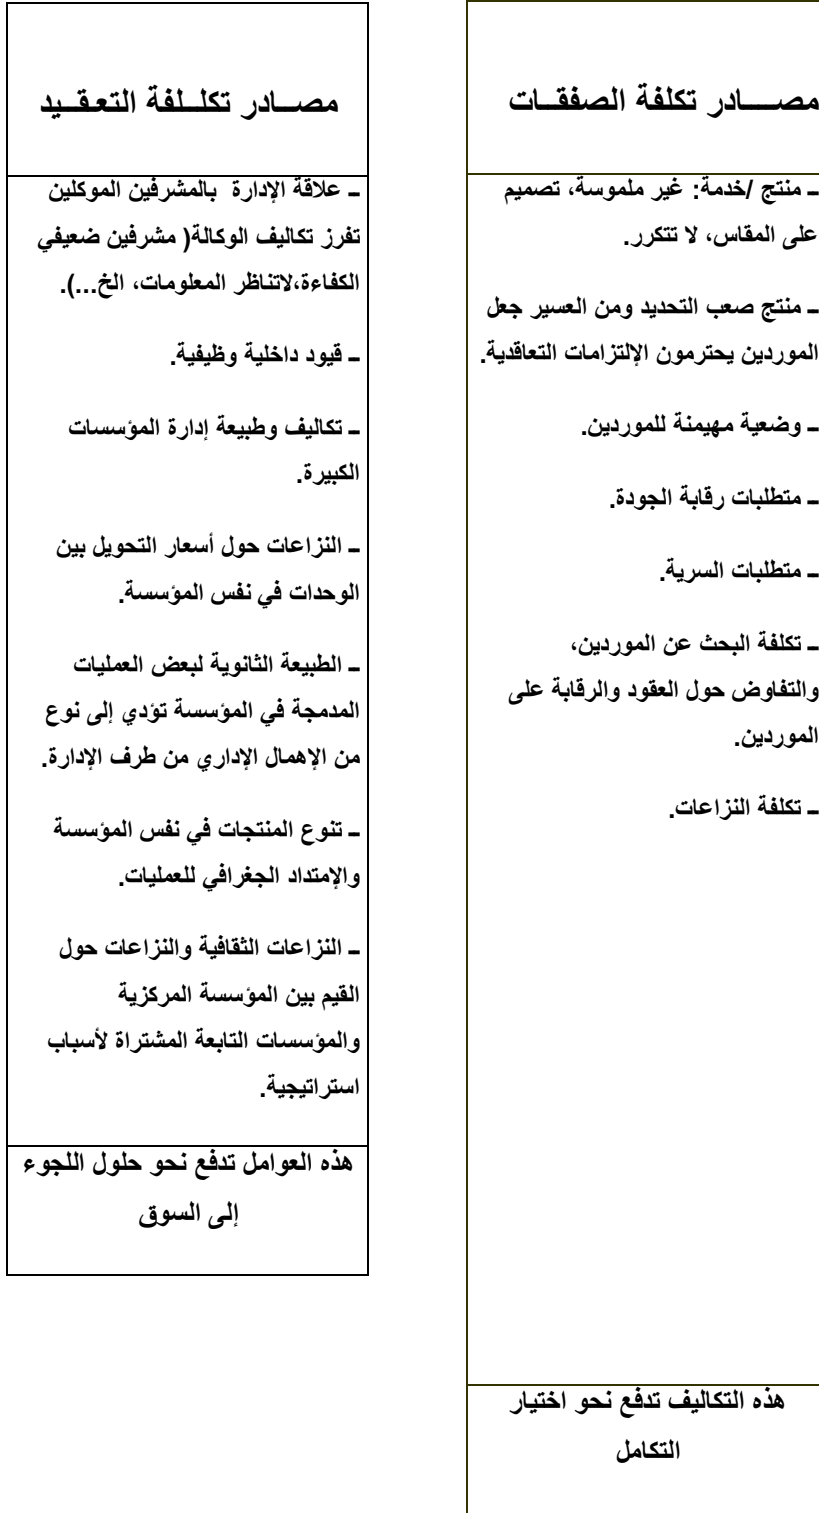 مصــــادر تكلفة الصفقــات
ـ منتج /خدمة: غير ملموسة، تصميم
على المقاس، لا تتكرر.
ـ منتج صعب التحديد ومن العسير جعل
الموردين يحترمون الإلتزامات التعاقدية.
ـ وضعية مهيمنة للموردين.
ـ متطلبات رقابة الجودة.
ـ متطلبات السرية.
ـ تكلفة البحث عن الموردين،
والتفاوض حول العقود والرقابة على
الموردين.
ـ تكلفة النزاعات.
هذه التكاليف تدفع نحو اختيار
التكامل
مصــادر تكلــلفة التعـقــيد
ـ علاقة الإدارة بالمشرفين الموكلين
تفرز تكاليف الوكالة( مشرفين ضعيفي
الكفاءة،لاتناظر المعلومات، الخ...).
ـ قيود داخلية وظيفية.
ـ تكاليف وطبيعة إدارة المؤسسات
الكبيرة.
ـ النزاعات حول أسعار التحويل بين
الوحدات في نفس المؤسسة.
ـ الطبيعة الثانوية لبعض العمليات
المدمجة في المؤسسة تؤدي إلى نوع
من الإهمال الإداري من طرف الإدارة.
ـ تنوع المنتجات في نفس المؤسسة
والإمتداد الجغرافي للعمليات.
ـ النزاعات الثقافية والنزاعات حول
القيم بين المؤسسة المركزية
والمؤسسات التابعة المشتراة لأسباب
استراتيجية.
هذه العوامل تدفع نحو حلول اللجوء
إلى السوق